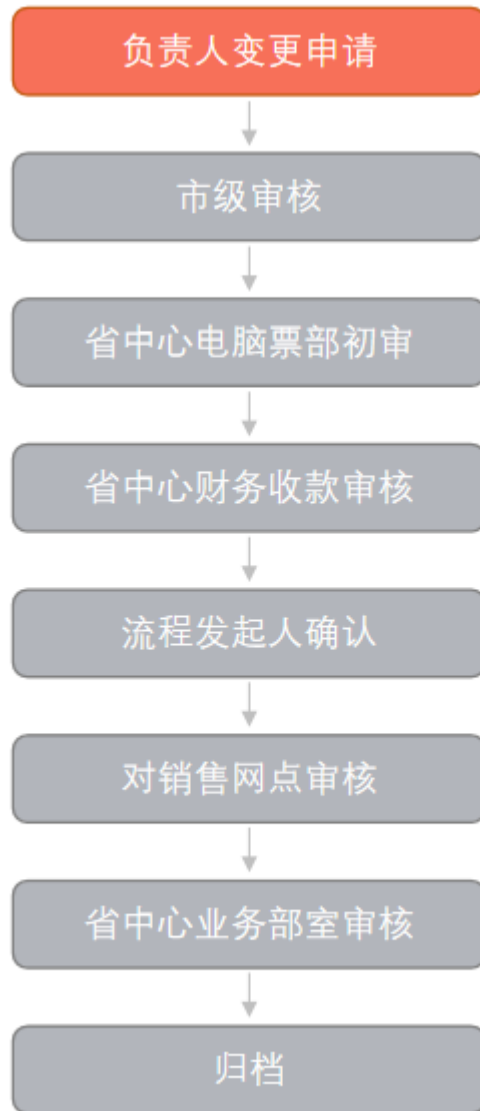 负责人变更申请
市级审核
省中心电脑票部初审
省中心财务收款审核
流程发起人确认
对销售网点审核
省中心业务部室审核
归档